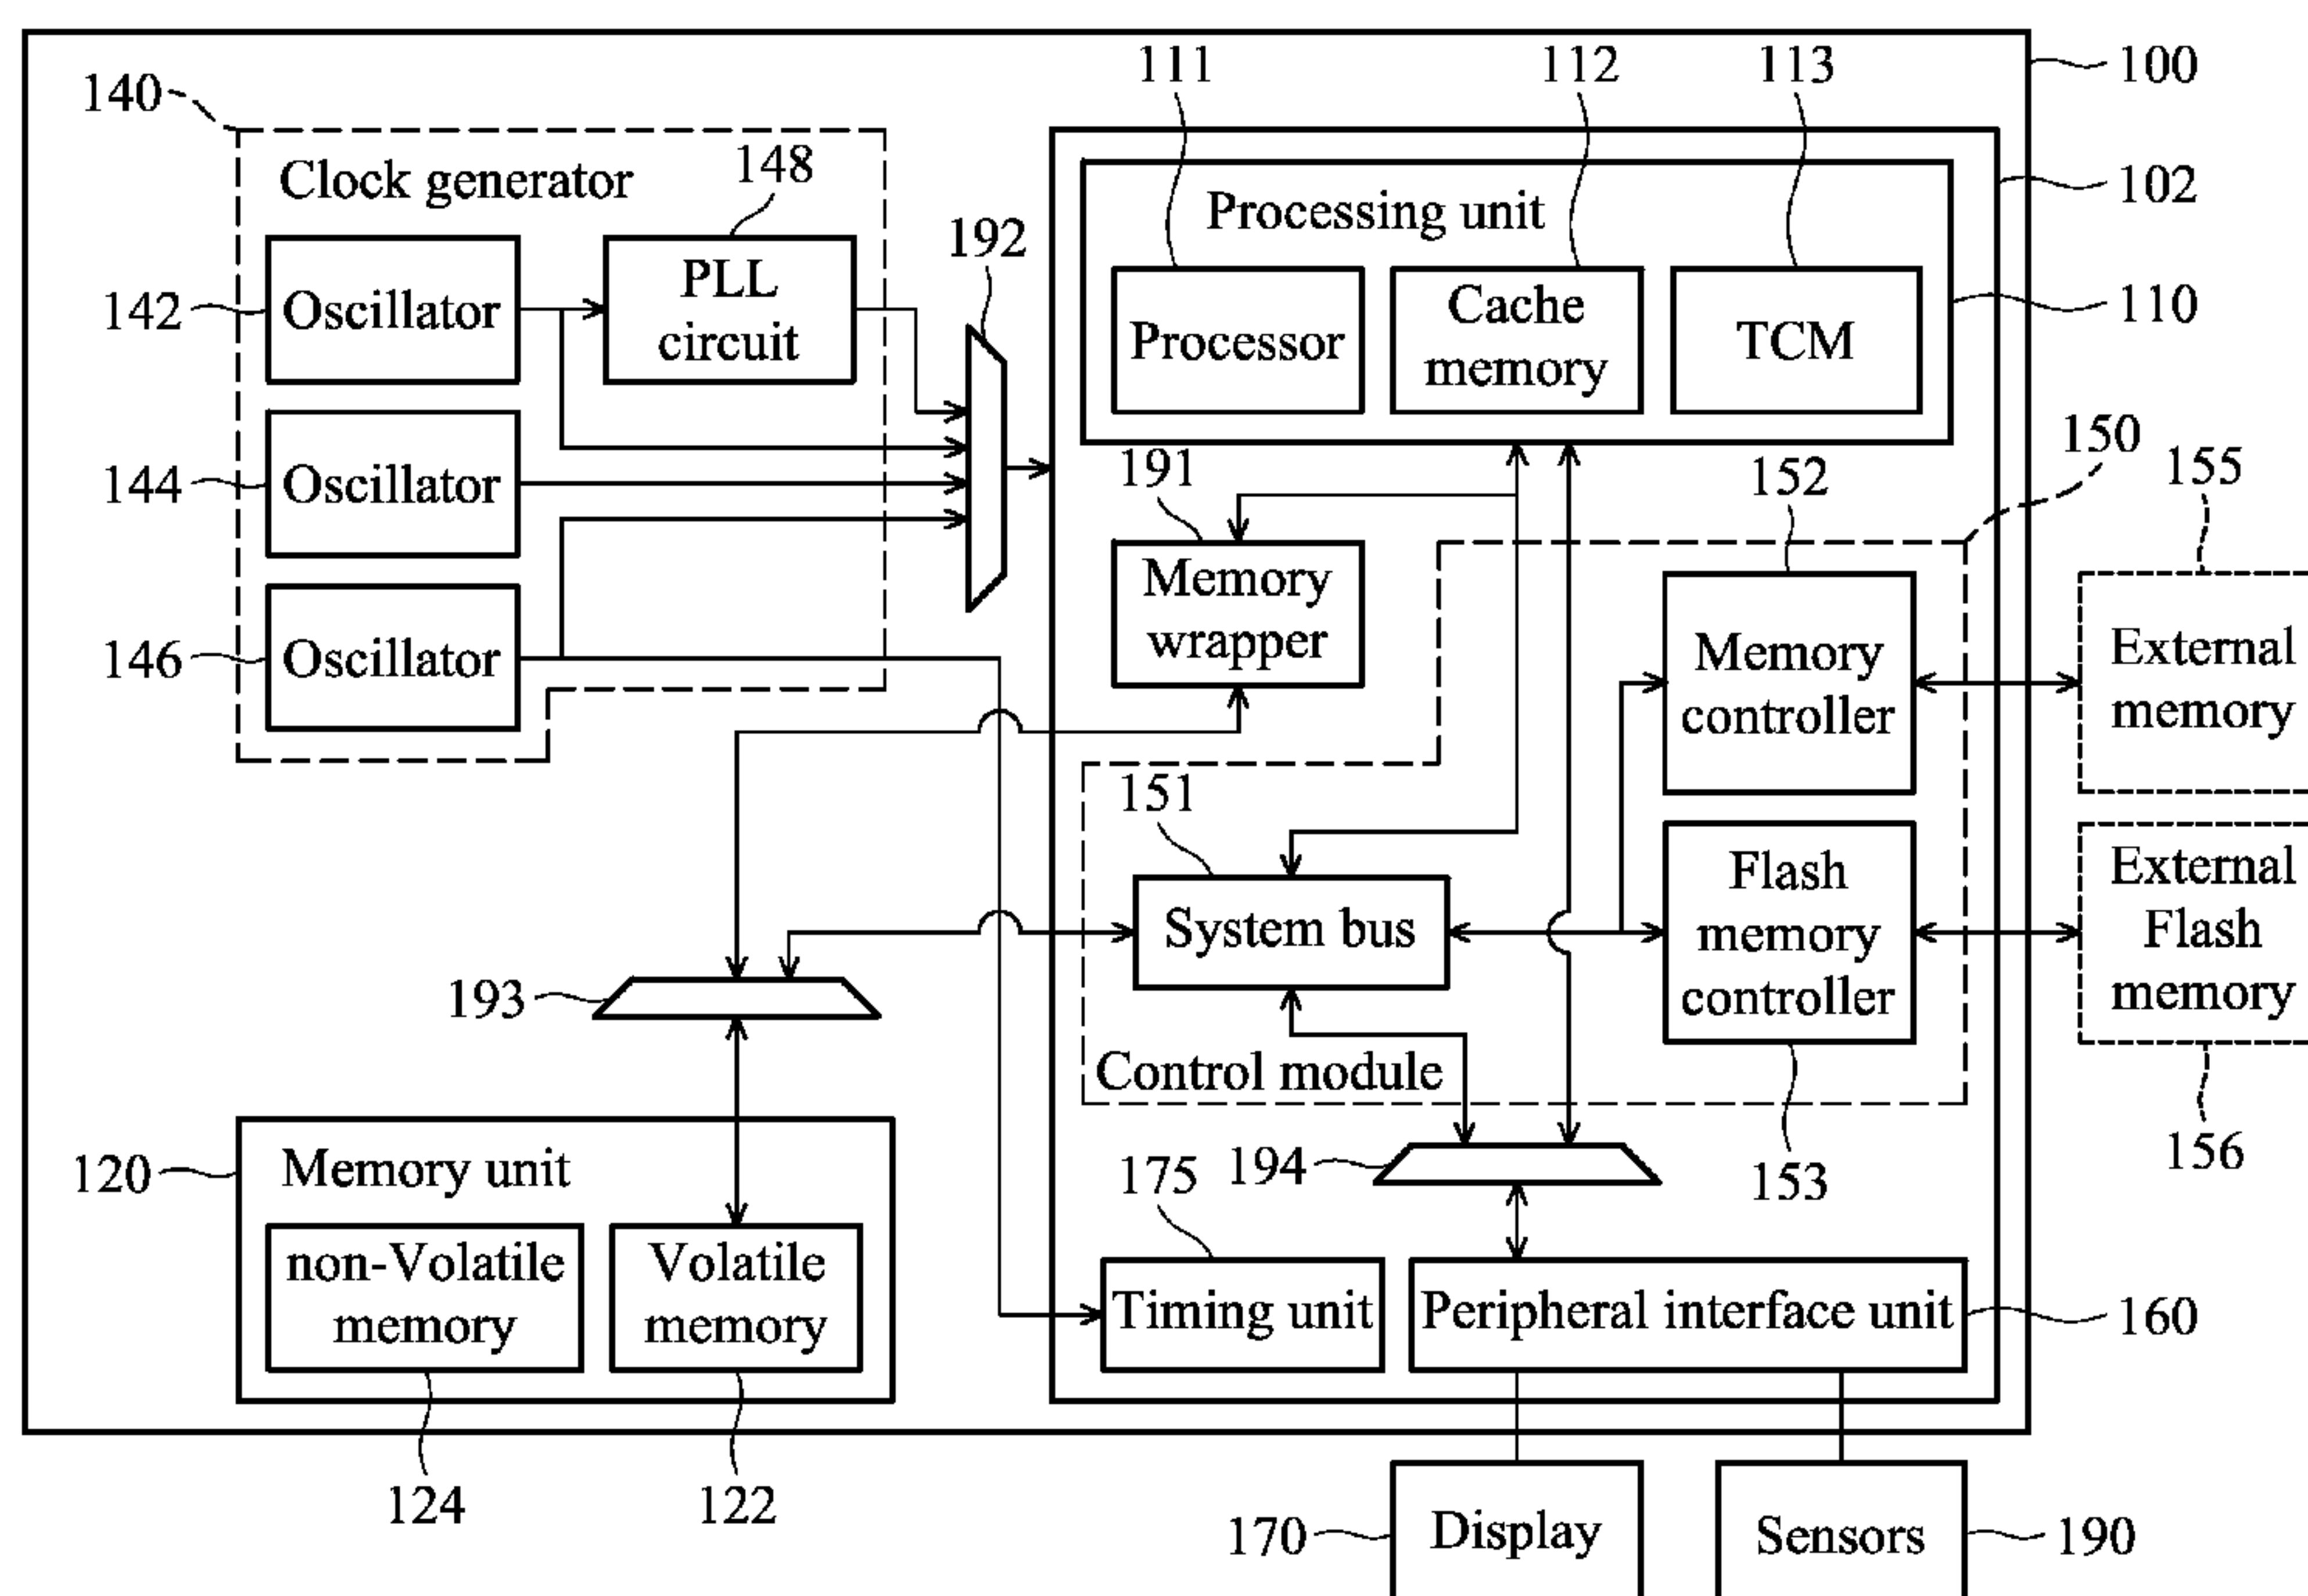 100
111
112
113
140
Clock generator
148
102
Processing unit
192
142
Oscillator
PLL
circuit
Processor
Cache
memory
TCM
110
150
144
Oscillator
191
152
155
146
Oscillator
Memory
wrapper
Memory
controller
External
memory
151
System bus
Flash
memory
controller
External
Flash
memory
193
Control module
120
Memory unit
175
194
153
156
non-Volatile
memory
Volatile
memory
Timing unit
Peripheral interface unit
160
124
122
170
Display
Sensors
190